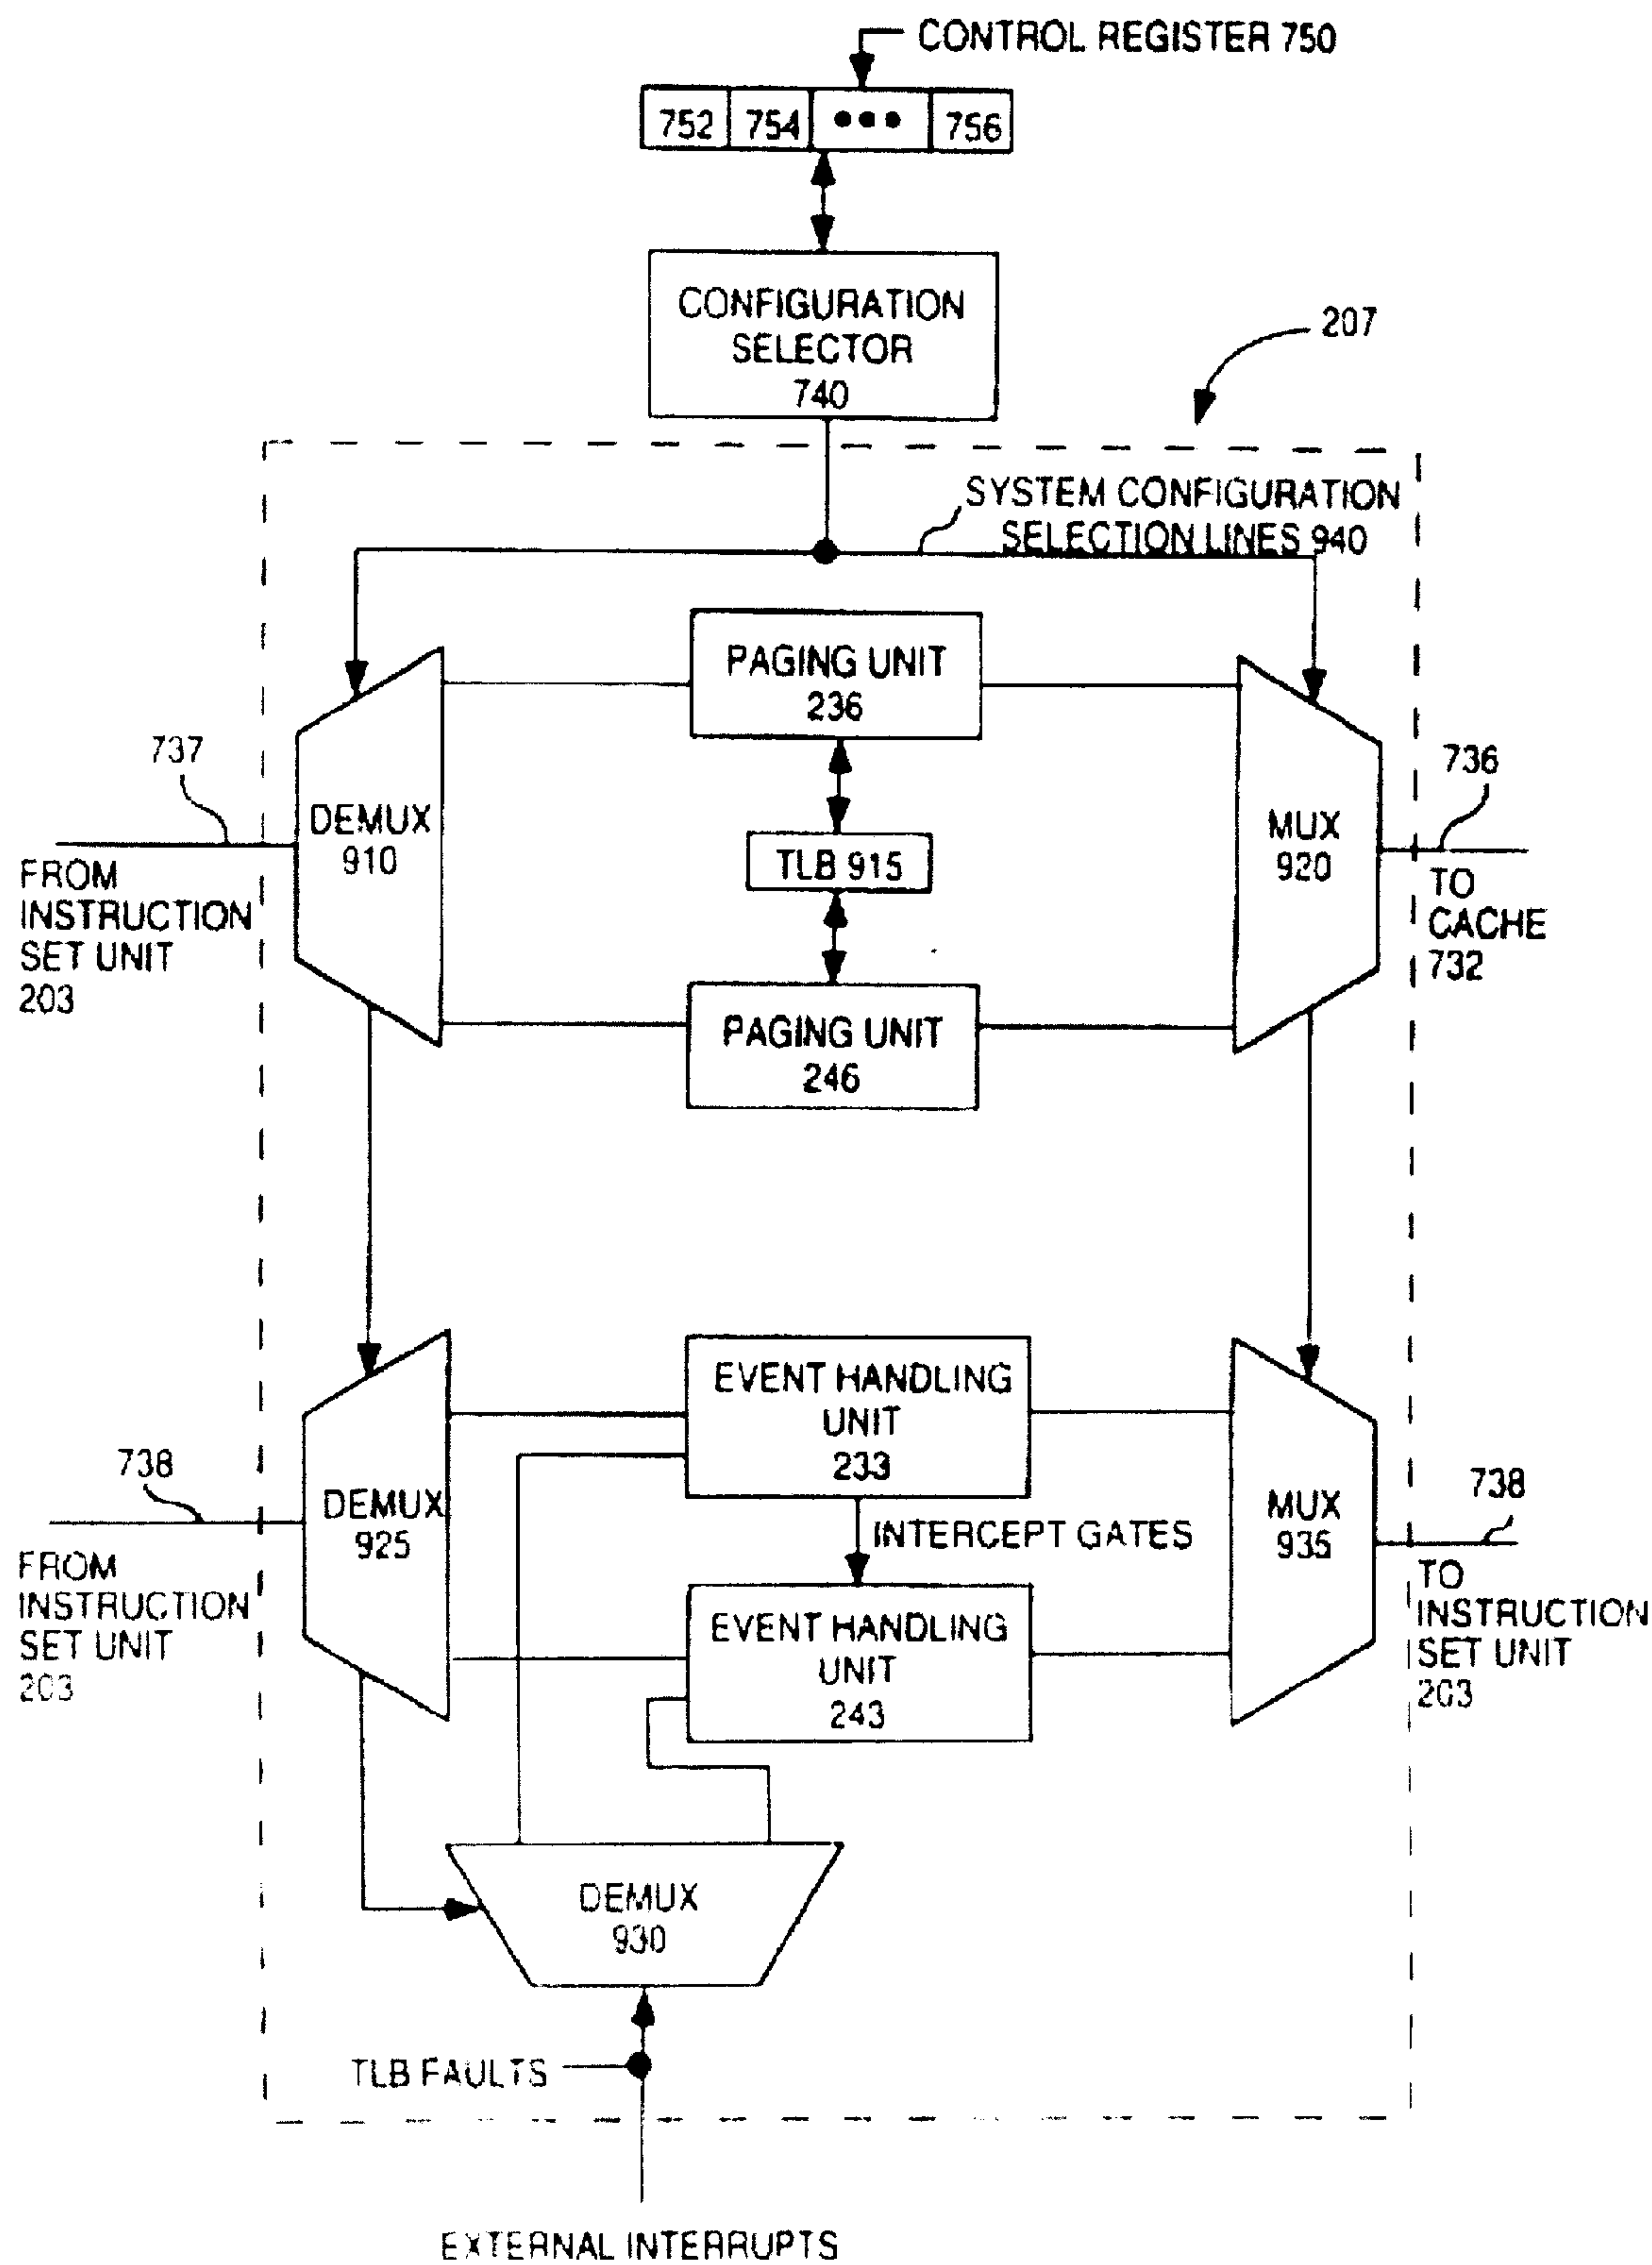 CONTROL REGISTER 750
752 754 ••• 756
CONFIGURATION
SELECTOR
740
207
SYSTEM CONFIGURATION
SELECTION LINES 940
PAGING UNIT
236
737
736
DEMUX
910
TLB 915
MUX
920
FROM
INSTRUCTION
SET UNIT
203
TO
CACHE
732
PAGING UNIT
246
EVENT HANDLING
UNIT
233
738
738
DEMUX
925
INTERCEPT GATES
MUX
935
FROM
INSTRUCTION
SET UNIT
203
EVENT HANDLING
UNIT
243
TO
INSTRUCTION
SET UNIT
203
DEMUX
930
TLB FAULTS
EXTERNAL INTERRUPTS